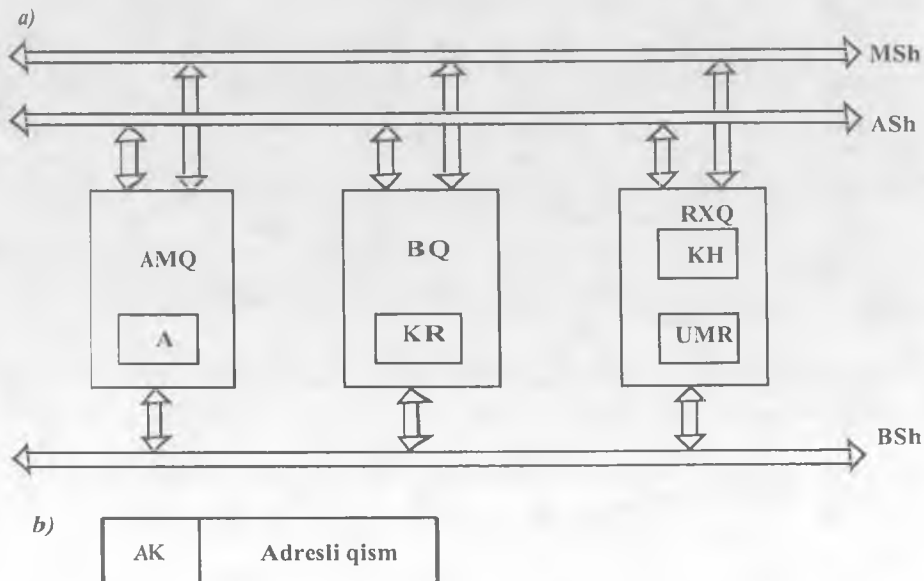 a)
MSh
ASh
AMQ
BQ
RXQ
KH
A
KR
UMR
BSh
b)
AK Adresli qism